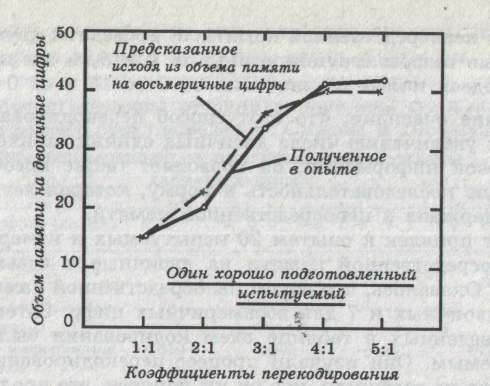 50
40
30
20
10
0
Объем памяти на двоичные цифры
Предсказанное
исходя из объема памяти
на восьмеричные цифры
Полученное
в опыте
Один хорошо подготовленный
испытуемый
1:1
2:1
3:1
4:1
5:1
Коэффициенты перекодирования